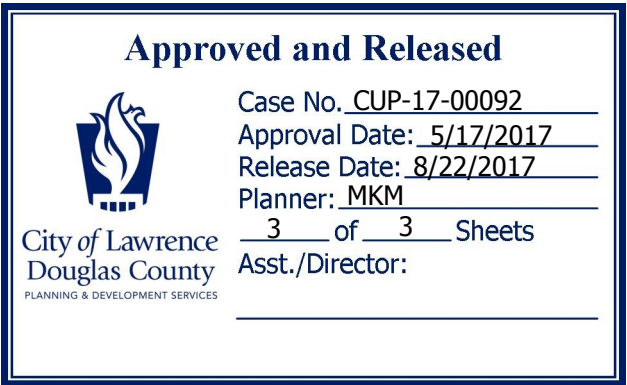 Approved and Released
Case No. CUP-17-00092
Approval Date: 5/17/2017
Release Date: 8/22/2017
Planner: MKM
3 of 3 Sheets
Asst./Director:
City of Lawrence
Douglas County
PLANNING & DEVELOPMENT SERVICES